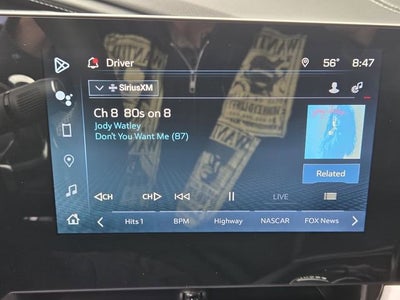 Driver
56° 8:47
SiriusXM
Ch 8 80s on 8
Jody Watley
Don't You Want Me (87)
Related
CH CH LIVE
Hits 1 BPM Highway NASCAR FOX News
WANT